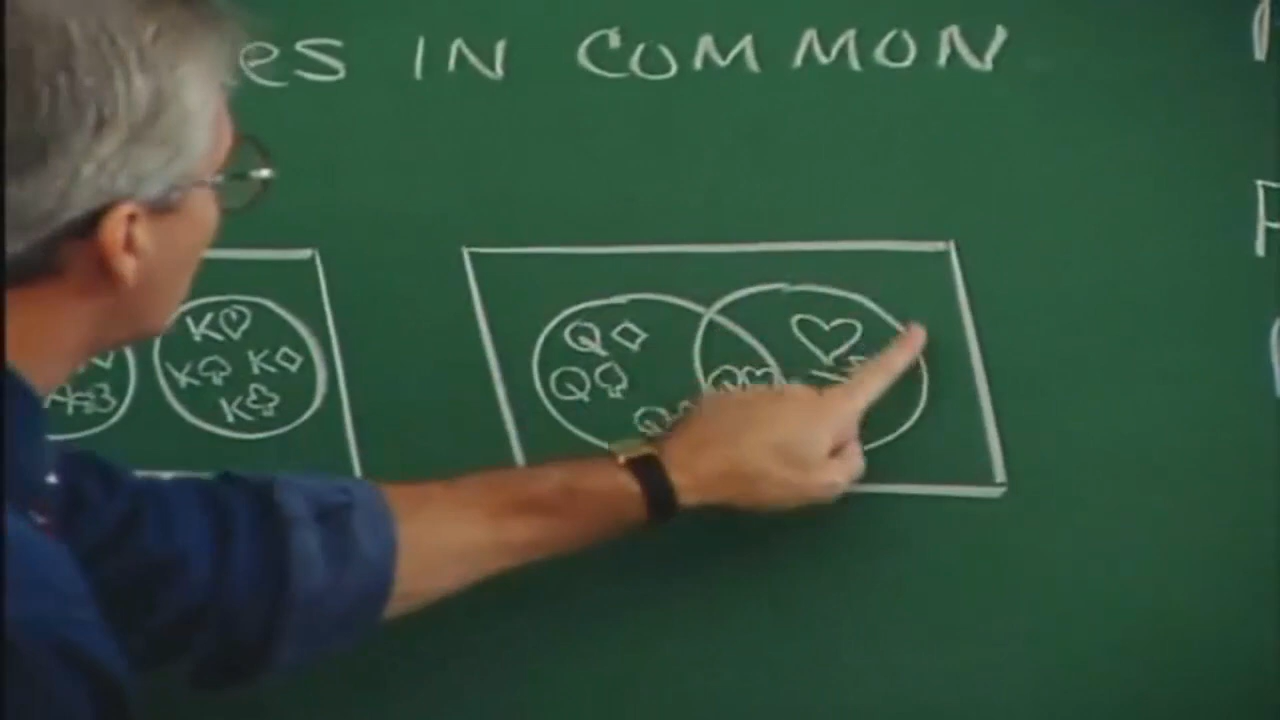 es IN COMMON
K♡
K♤ K♢
K♧
Q♢
Q♤
Q♡
♡